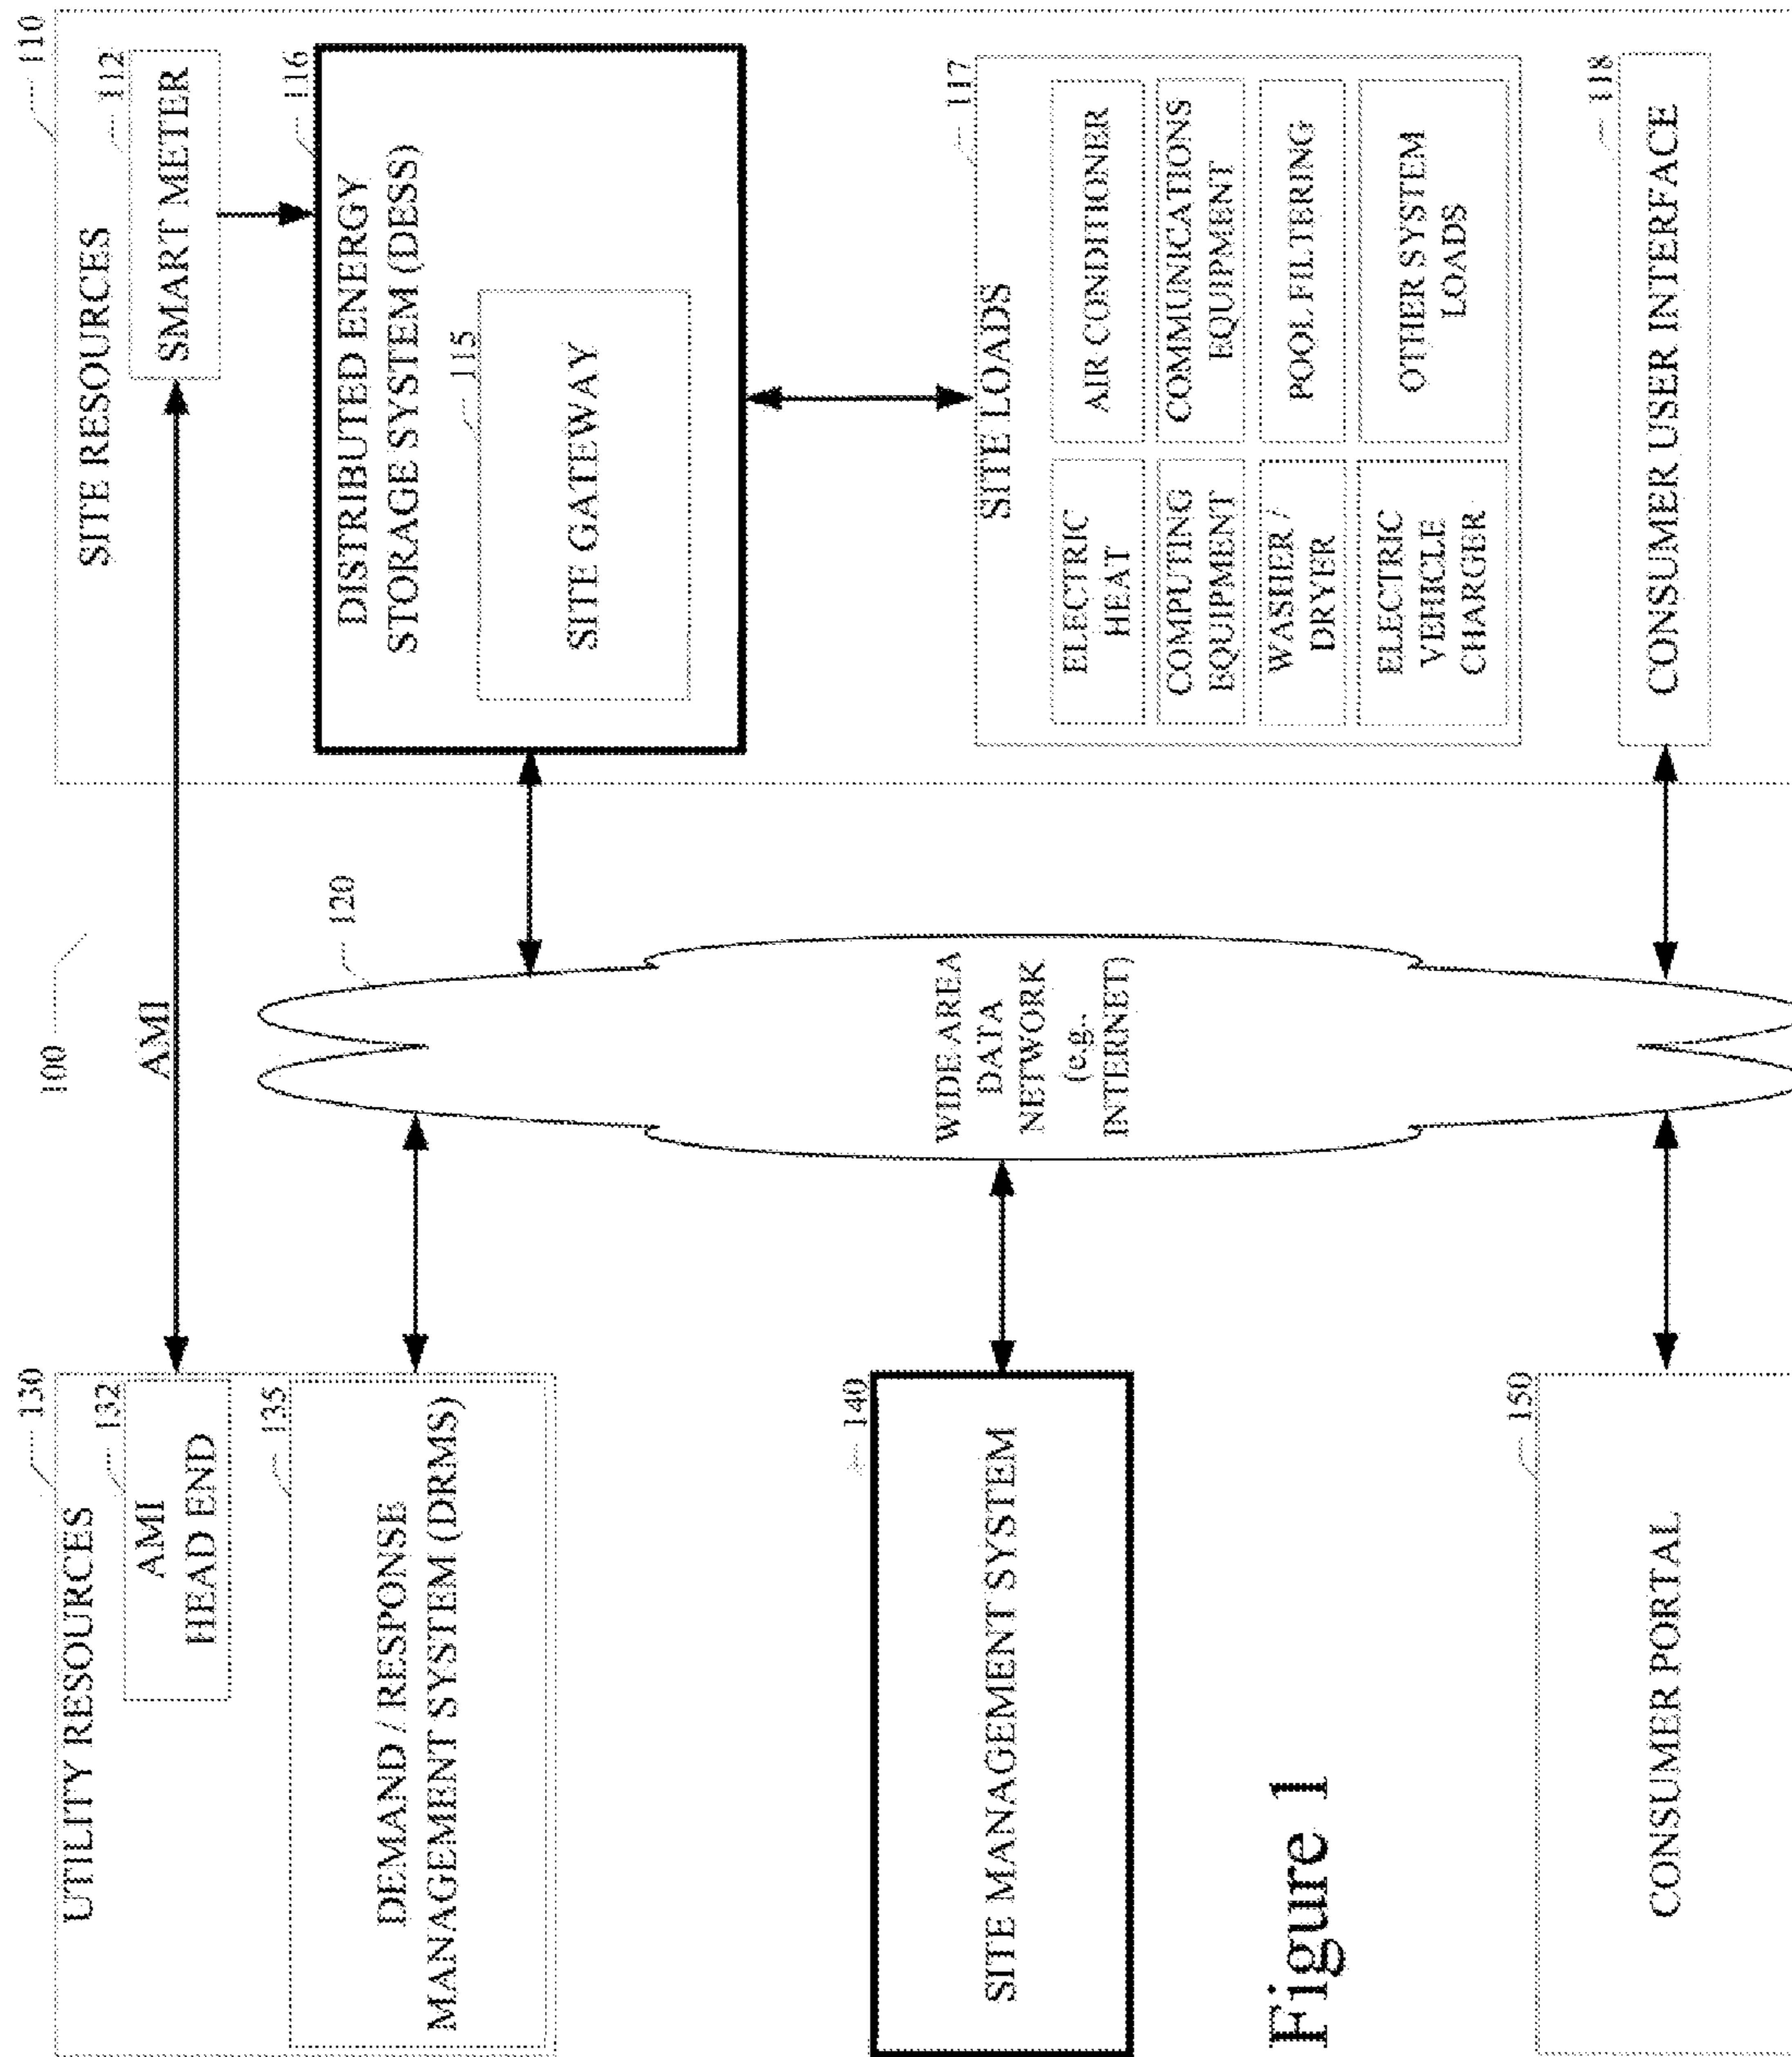 100
130
UTILITY RESOURCES
132
AMI
HEAD END
135
DEMAND / RESPONSE
MANAGEMENT SYSTEM (DRMS)
140
SITE MANAGEMENT SYSTEM
150
CONSUMER PORTAL
AMI
120
WIDE AREA
DATA
NETWORK
(e.g.,
INTERNET)
110
SITE RESOURCES
112
SMART METER
116
DISTRIBUTED ENERGY
STORAGE SYSTEM (DESS)
115
SITE GATEWAY
117
SITE LOADS
ELECTRIC
HEAT
AIR CONDITIONER
COMPUTING
EQUIPMENT
COMMUNICATIONS
EQUIPMENT
WASHER /
DRYER
POOL FILTERING
ELECTRIC
VEHICLE
CHARGER
OTHER SYSTEM
LOADS
118
CONSUMER USER INTERFACE
Figure 1